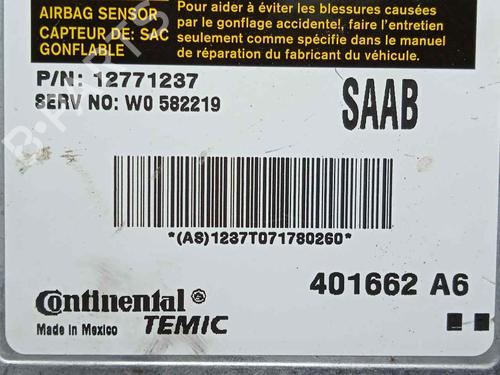 AIRBAG SENSOR
CAPTEUR DE: SAC
GONFLABLE
Pour aider à éviter les blessures causées
par le gonflage accidentel, faire l'entretien
seulement comme spécifie dans le manuel
de réparation du fabricant du véhicule.
P/N: 12771237
SERV NO: W0 582219
SAAB
*(AS)1237T071780260*
401662 A6
Continental ®
Made in Mexico TEMIC
B-PARTS